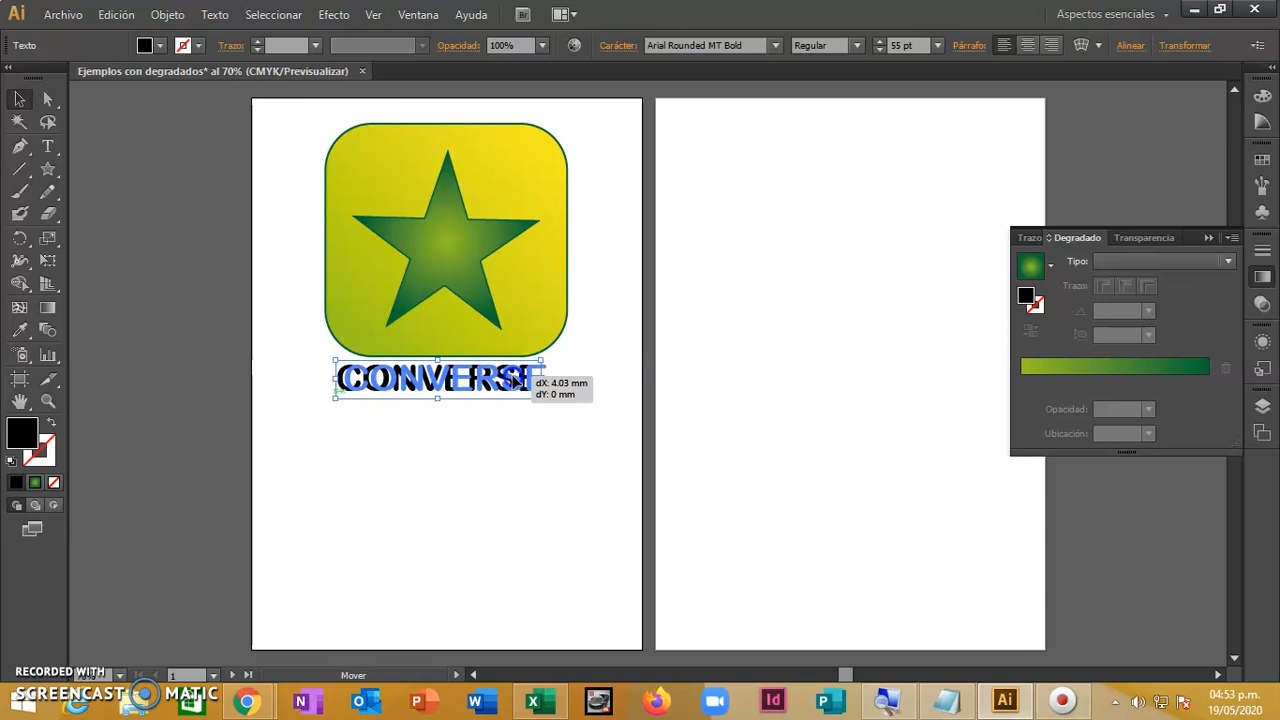 Ai Archivo Edición Objeto Texto Seleccionar Efecto Ver Ventana Ayuda Br Aspectos esenciales
Texto Trazo: Opacidad: 100% Carácter: Arial Rounded MT Bold Regular 55 pt Párrafo: Alinear Transformar
Ejemplos con degradados* al 70% (CMYK/Previsualizar)
CONVERSE
dX: 4.03 mm
dY: 0 mm
Trazo Degradado Transparencia
Tipo:
Trazo:
Opacidad:
Ubicación:
1 Mover
RECORDED WITH
SCREENCAST MATIC
Ai
04:53 p.m.
19/05/2020